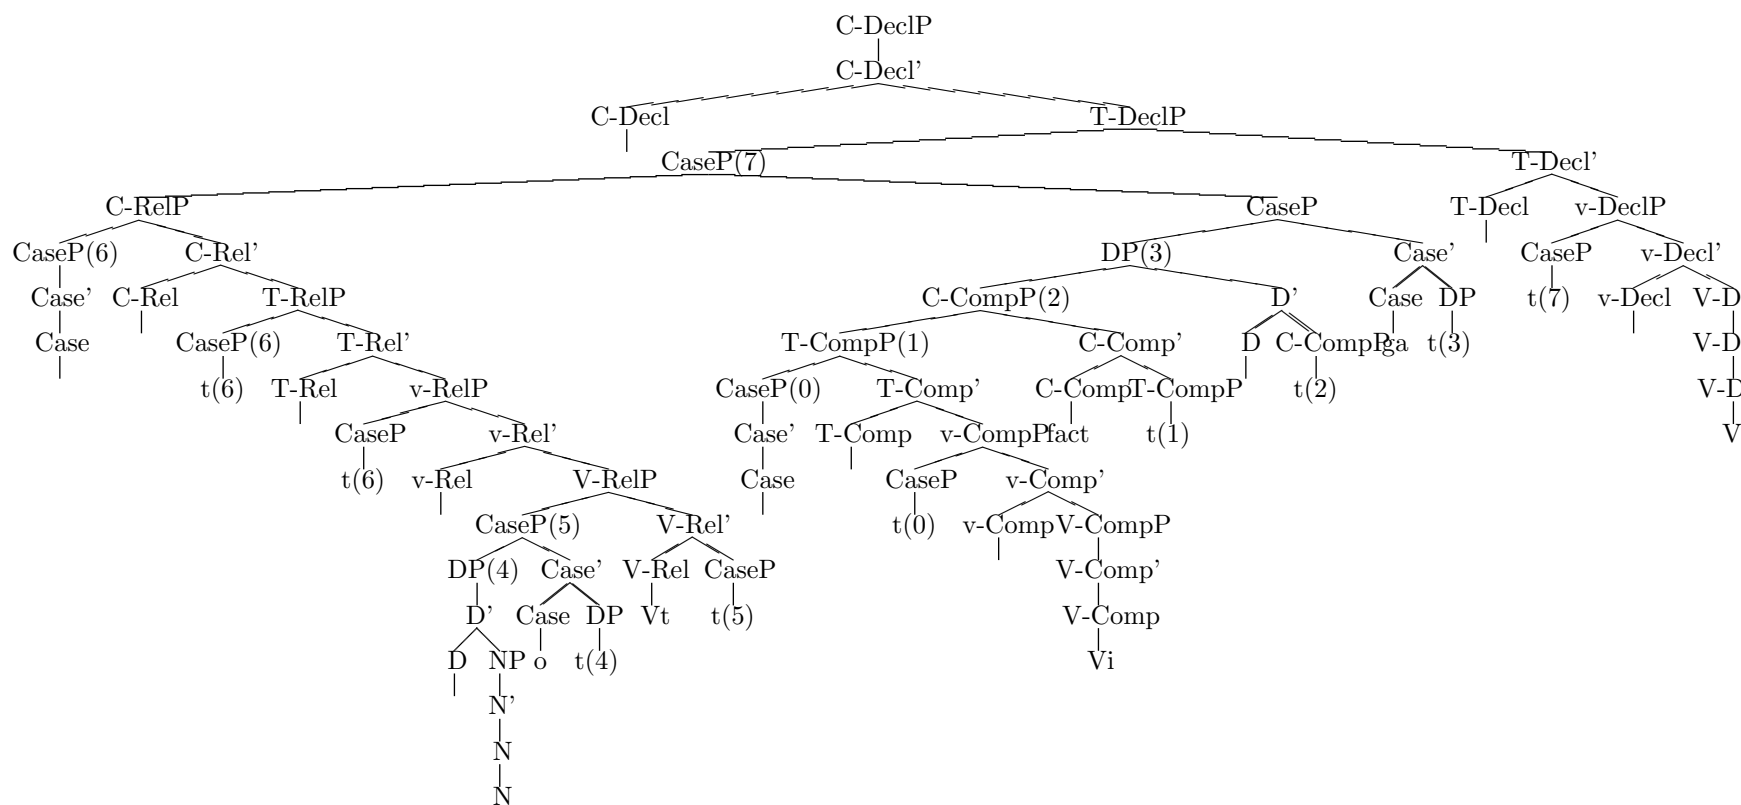 C-DeclP
C-Decl'
C-Decl T-DeclP
CaseP(7) T-Decl'
C-RelP CaseP T-Decl v-DeclP
CaseP(6) C-Rel' DP(3) Case' CaseP v-Decl'
Case' C-Rel T-RelP C-CompP(2) D' Case DP t(7) v-Decl V-D
Case CaseP(6) T-Rel' T-CompP(1) C-Comp' D C-CompP ga t(3) V-D
t(6) T-Rel v-RelP CaseP(0) T-Comp' C-Comp T-CompP t(2) V-D
CaseP v-Rel' Case' T-Comp v-CompP fact t(1) V
t(6) v-Rel V-RelP Case CaseP v-Comp'
CaseP(5) V-Rel' t(0) v-Comp V-CompP
DP(4) Case' V-Rel CaseP V-Comp'
D' Case DP Vt t(5) V-Comp
D NP o t(4) Vi
N'
N
N